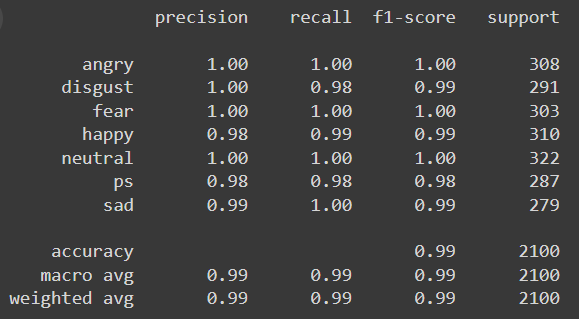 precision recall f1-score support
angry 1.00 1.00 1.00 308
disgust 1.00 0.98 0.99 291
fear 1.00 1.00 1.00 303
happy 0.98 0.99 0.99 310
neutral 1.00 1.00 1.00 322
ps 0.98 0.98 0.98 287
sad 0.99 1.00 0.99 279
accuracy 0.99 2100
macro avg 0.99 0.99 0.99 2100
weighted avg 0.99 0.99 0.99 2100